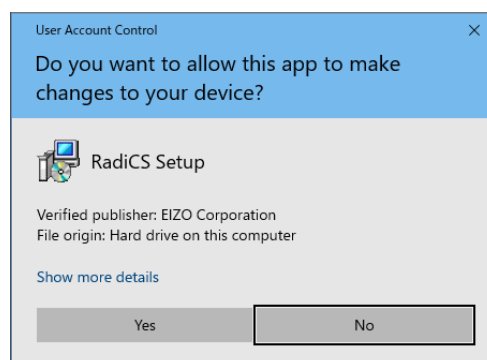 User Account Control
Do you want to allow this app to make
changes to your device?
RadiCS Setup
Verified publisher: EIZO Corporation
File origin: Hard drive on this computer
Show more details
Yes
No